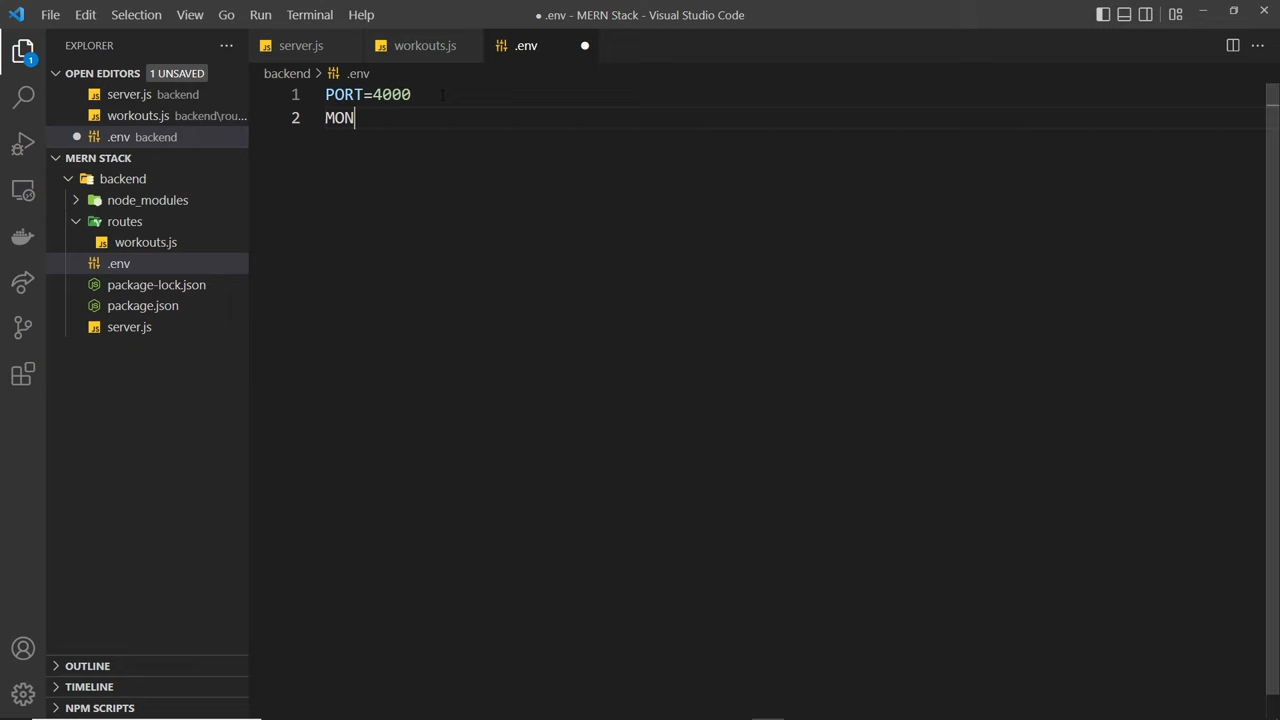 File Edit Selection View Go Run Terminal Help ● .env - MERN Stack - Visual Studio Code
EXPLORER
server.js workouts.js .env
OPEN EDITORS 1 UNSAVED
backend > .env
server.js backend
1 PORT=4000
workouts.js backend\rou...
2 MON
.env backend
MERN STACK
backend
node_modules
routes
workouts.js
.env
package-lock.json
package.json
server.js
1
OUTLINE
TIMELINE
NPM SCRIPTS